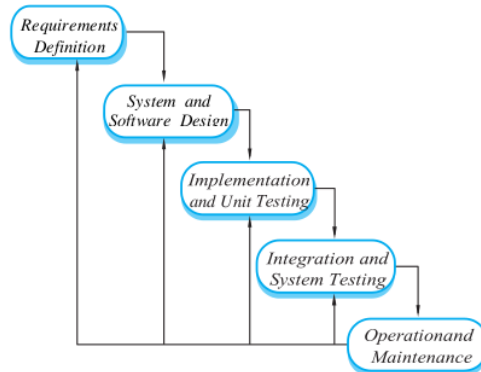 Requirements
Definition
System and
Software Design
Implementation
and Unit Testing
Integration and
System Testing
Operationand
Maintenance